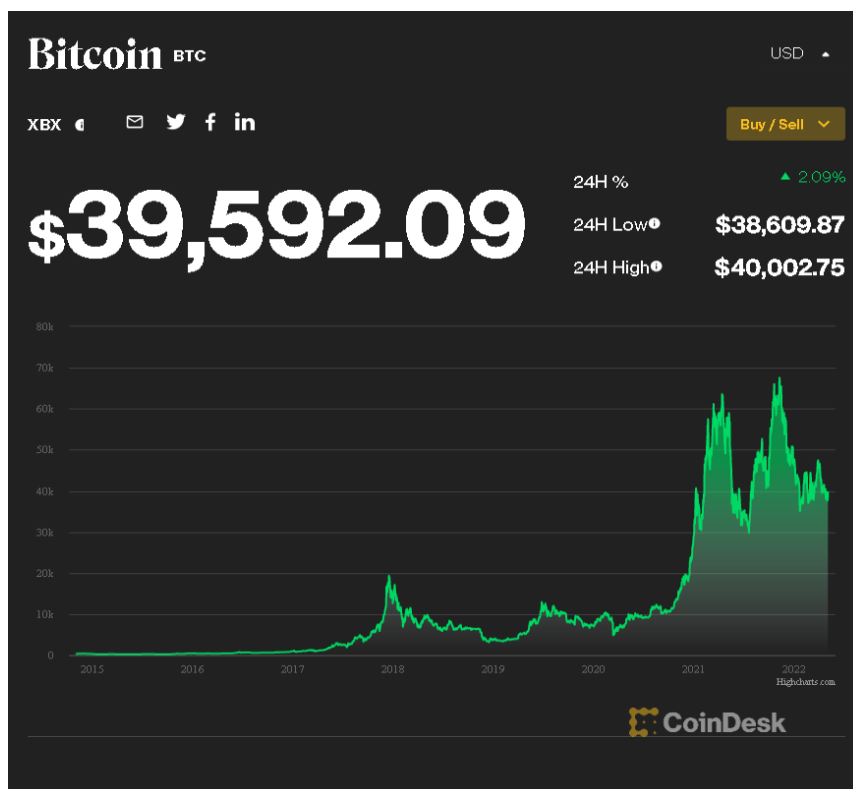 Bitcoin BTC
USD
XBX
Buy / Sell
$39,592.09
24H % 2.09%
24H Low $38,609.87
24H High $40,002.75
80k
70k
60k
50k
40k
30k
20k
10k
0
2015 2016 2017 2018 2019 2020 2021 2022
Highcharts.com
CoinDesk